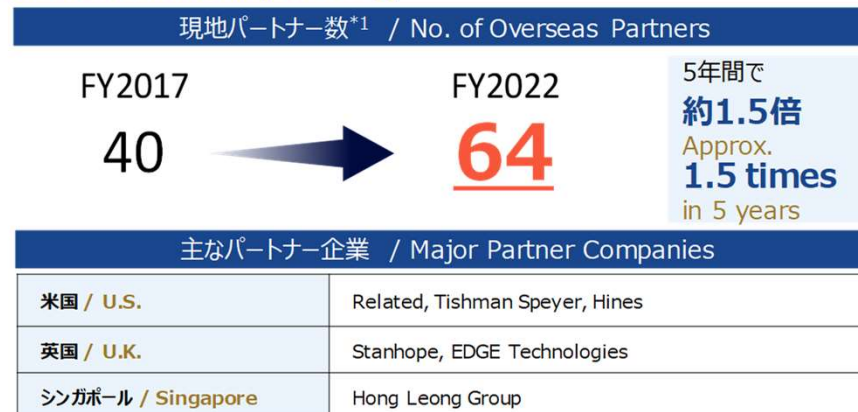 現地パートナー数*1 / No. of Overseas Partners
FY2017
FY2022
40
64
5年間で
約1.5倍
Approx.
1.5 times
in 5 years
主なパートナー企業 / Major Partner Companies
米国 / U.S.
Related, Tishman Speyer, Hines
英国 / U.K.
Stanhope, EDGE Technologies
シンガポール / Singapore
Hong Leong Group